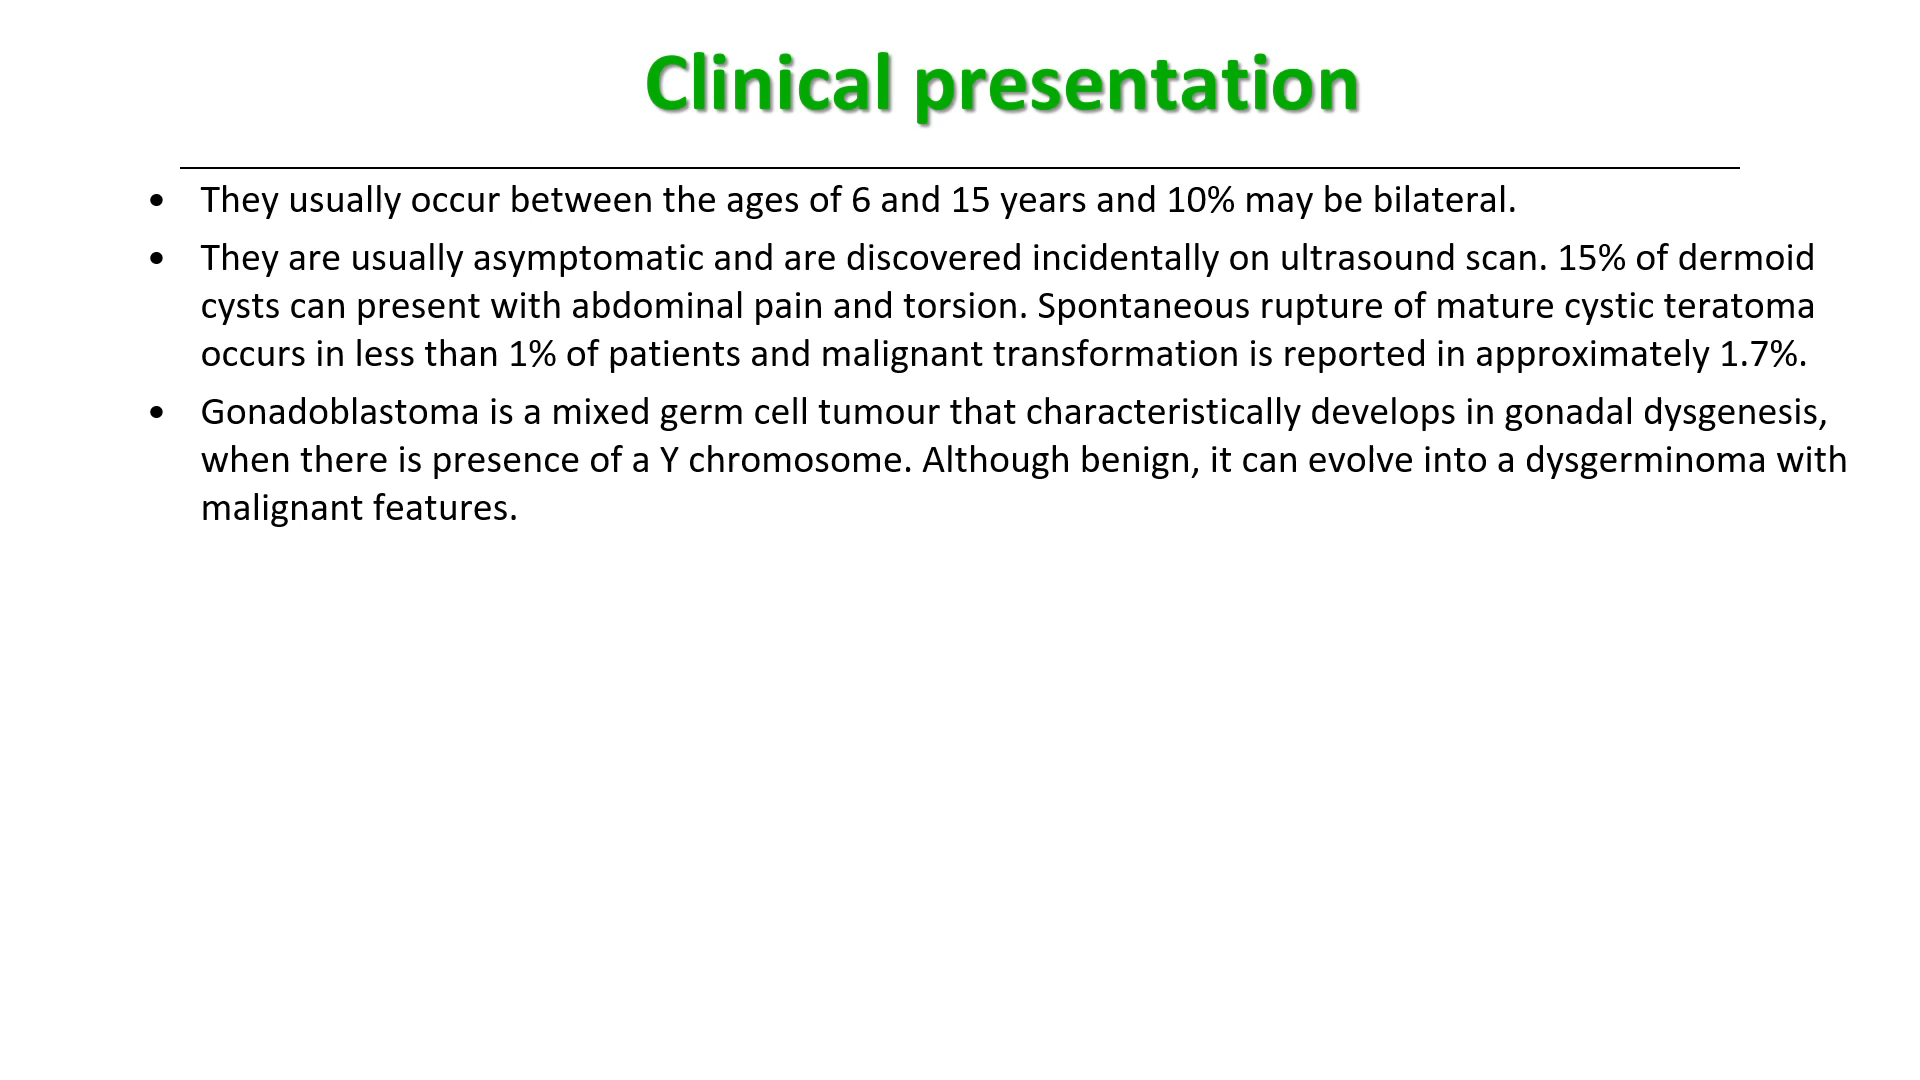 Clinical presentation
• They usually occur between the ages of 6 and 15 years and 10% may be bilateral.
• They are usually asymptomatic and are discovered incidentally on ultrasound scan. 15% of dermoid
cysts can present with abdominal pain and torsion. Spontaneous rupture of mature cystic teratoma
occurs in less than 1% of patients and malignant transformation is reported in approximately 1.7%.
• Gonadoblastoma is a mixed germ cell tumour that characteristically develops in gonadal dysgenesis,
when there is presence of a Y chromosome. Although benign, it can evolve into a dysgerminoma with
malignant features.